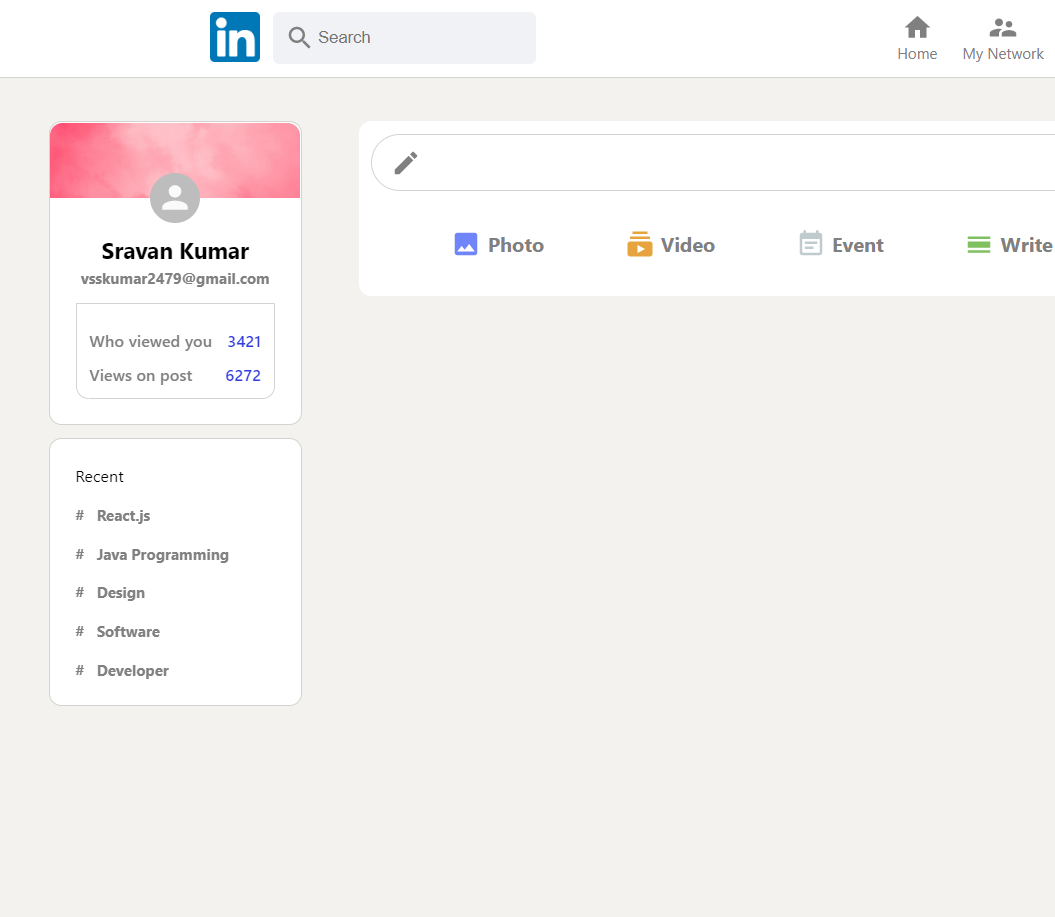 in
Search
Home
My Network
Sravan Kumar
vsskumar2479@gmail.com
Who viewed you 3421
Views on post 6272
Recent
# React.js
# Java Programming
# Design
# Software
# Developer
Photo
Video
Event
Write